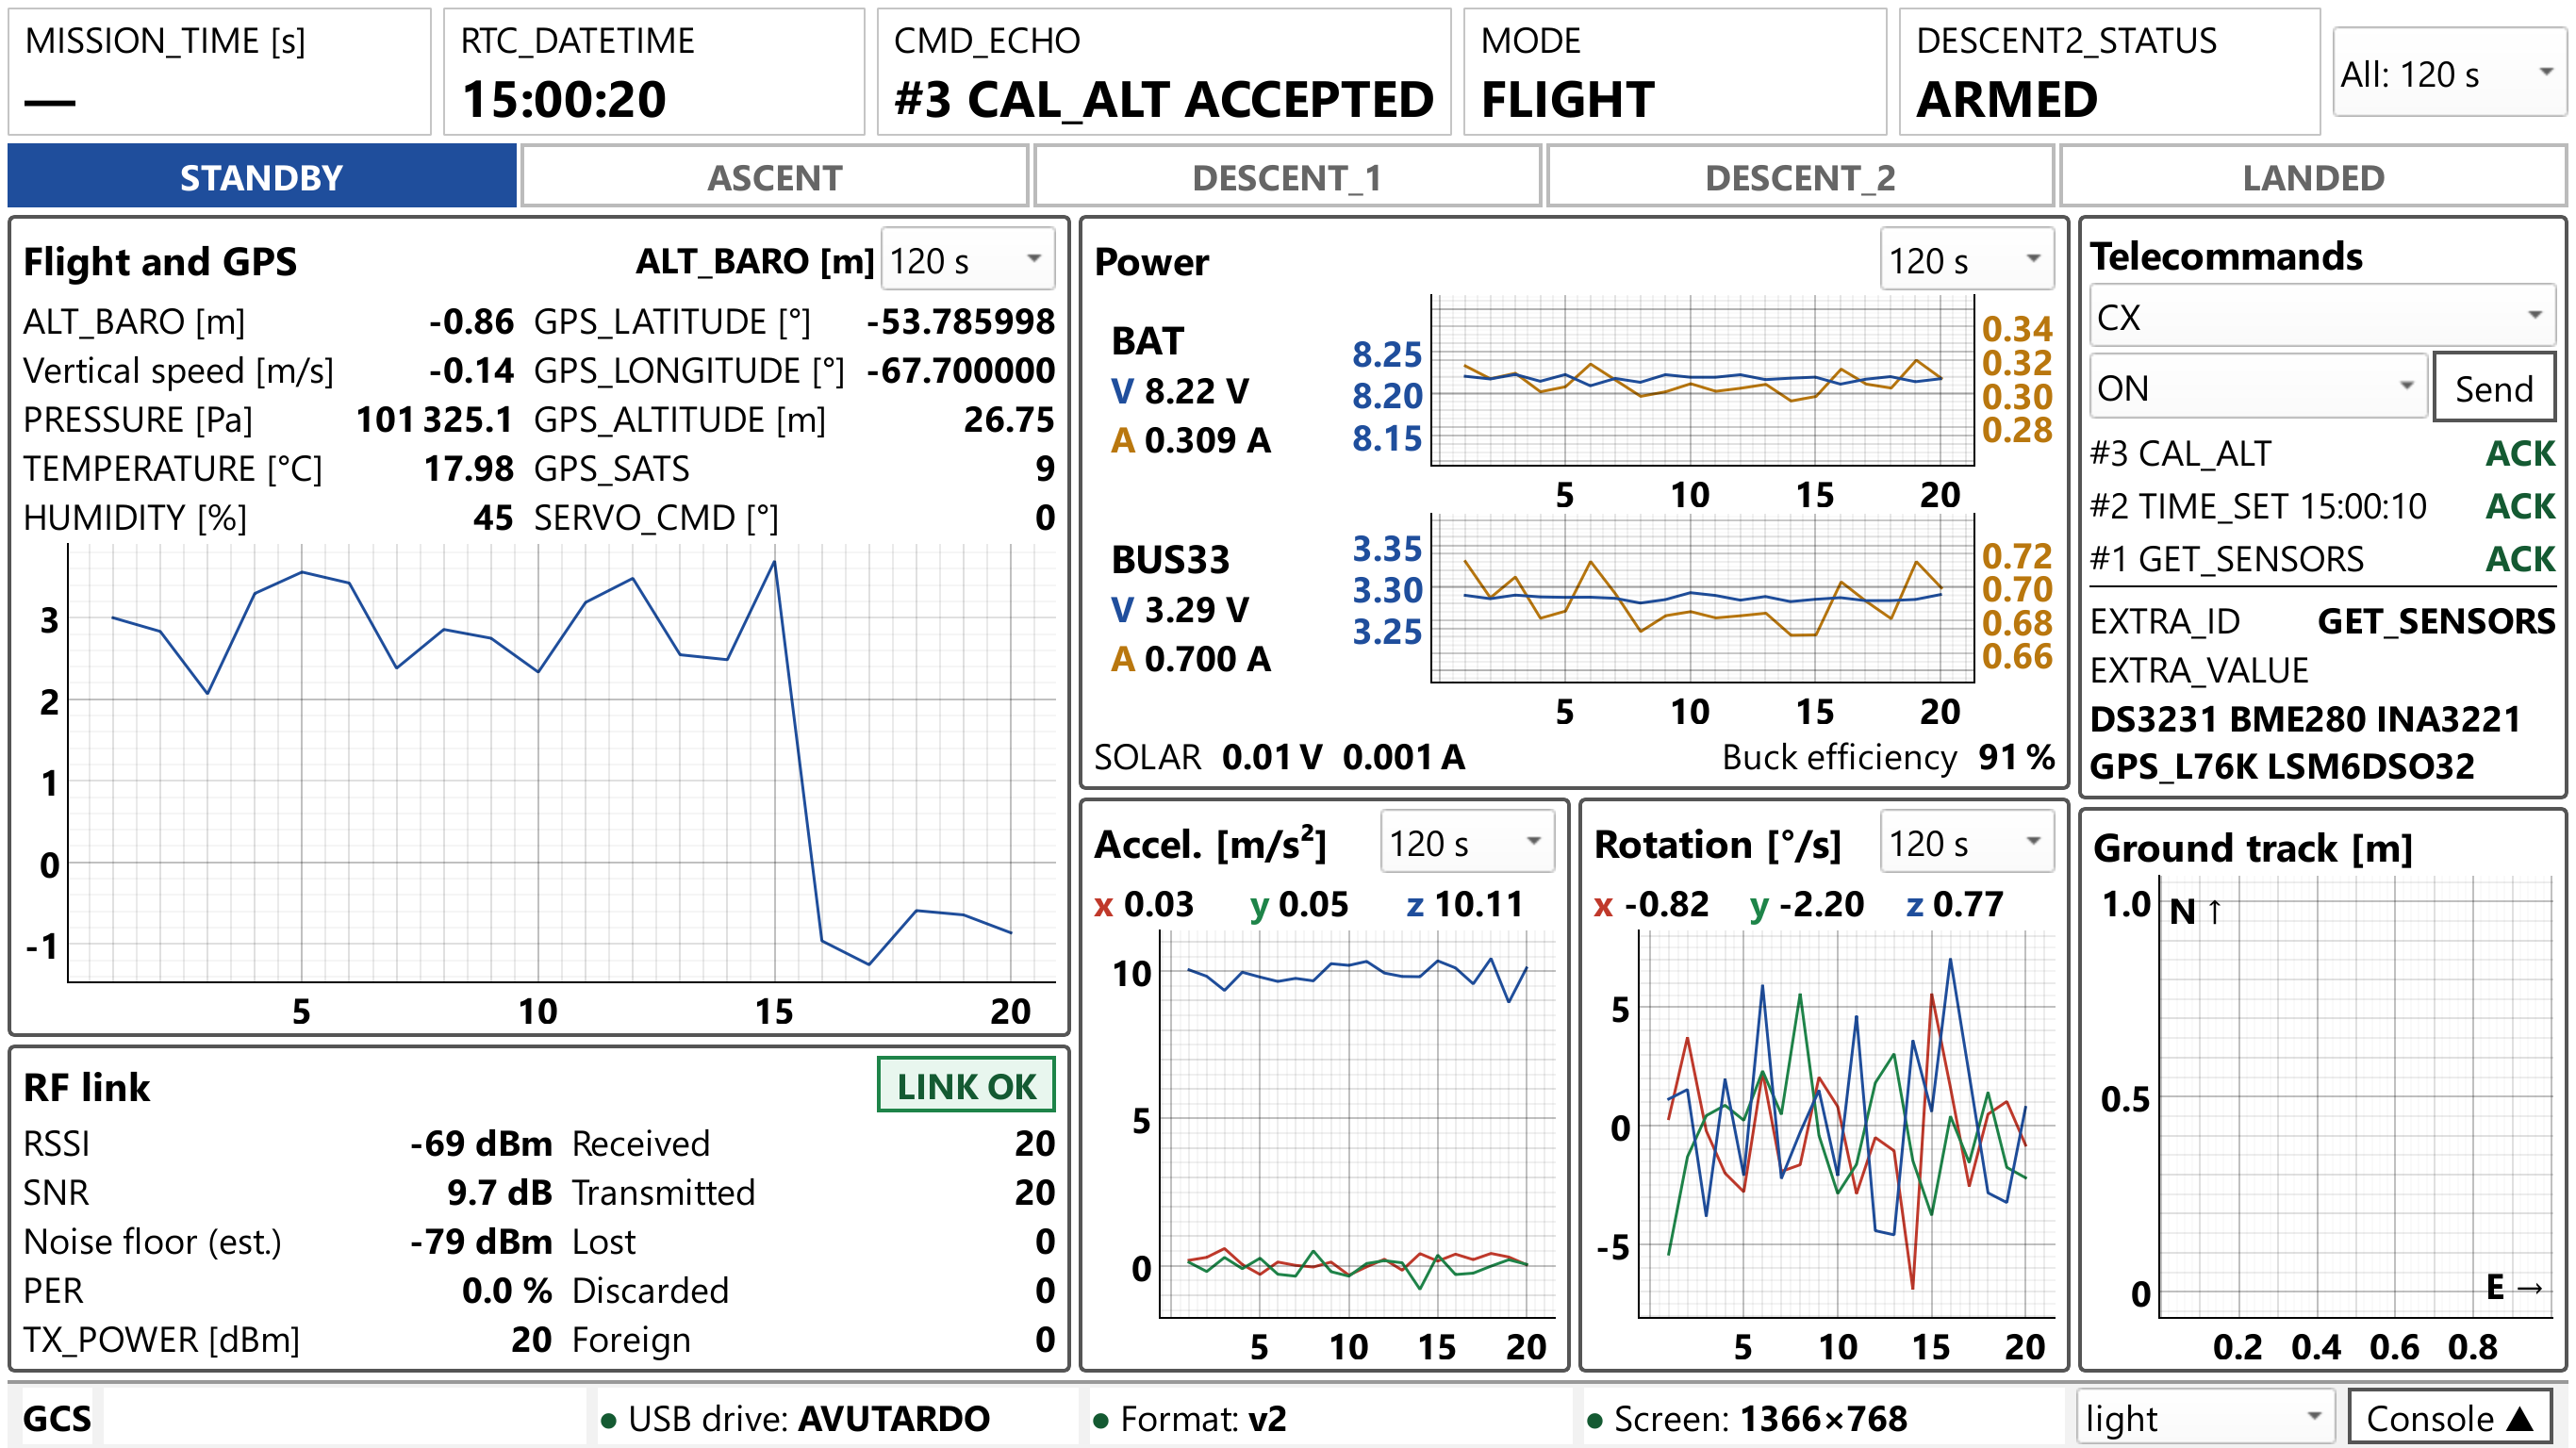 MISSION_TIME [s]
—
RTC_DATETIME
15:00:20
CMD_ECHO
#3 CAL_ALT ACCEPTED
MODE
FLIGHT
DESCENT2_STATUS
ARMED
All: 120 s
STANDBY
ASCENT
DESCENT_1
DESCENT_2
LANDED
Flight and GPS
ALT_BARO [m]
120 s
ALT_BARO [m] -0.86
Vertical speed [m/s] -0.14
PRESSURE [Pa] 101 325.1
TEMPERATURE [°C] 17.98
HUMIDITY [%] 45
GPS_LATITUDE [°] -53.785998
GPS_LONGITUDE [°] -67.700000
GPS_ALTITUDE [m] 26.75
GPS_SATS 9
SERVO_CMD [°] 0
3
2
1
0
-1
5 10 15 20
RF link
LINK OK
RSSI -69 dBm
SNR 9.7 dB
Noise floor (est.) -79 dBm
PER 0.0 %
TX_POWER [dBm] 20
Received 20
Transmitted 20
Lost 0
Discarded 0
Foreign 0
Power
120 s
BAT
V 8.22 V
A 0.309 A
8.25
8.20
8.15
0.34
0.32
0.30
0.28
5 10 15 20
BUS33
V 3.29 V
A 0.700 A
3.35
3.30
3.25
0.72
0.70
0.68
0.66
5 10 15 20
SOLAR 0.01 V 0.001 A
Buck efficiency 91 %
Accel. [m/s²]
120 s
x 0.03 y 0.05 z 10.11
10
5
0
5 10 15 20
Rotation [°/s]
120 s
x -0.82 y -2.20 z 0.77
5
0
-5
5 10 15 20
Telecommands
CX
ON
Send
#3 CAL_ALT ACK
#2 TIME_SET 15:00:10 ACK
#1 GET_SENSORS ACK
EXTRA_ID GET_SENSORS
EXTRA_VALUE
DS3231 BME280 INA3221
GPS_L76K LSM6DSO32
Ground track [m]
N ↑
1.0
0.5
0
E →
0.2 0.4 0.6 0.8
GCS
● USB drive: AVUTARDO
● Format: v2
● Screen: 1366×768
light
Console ▲